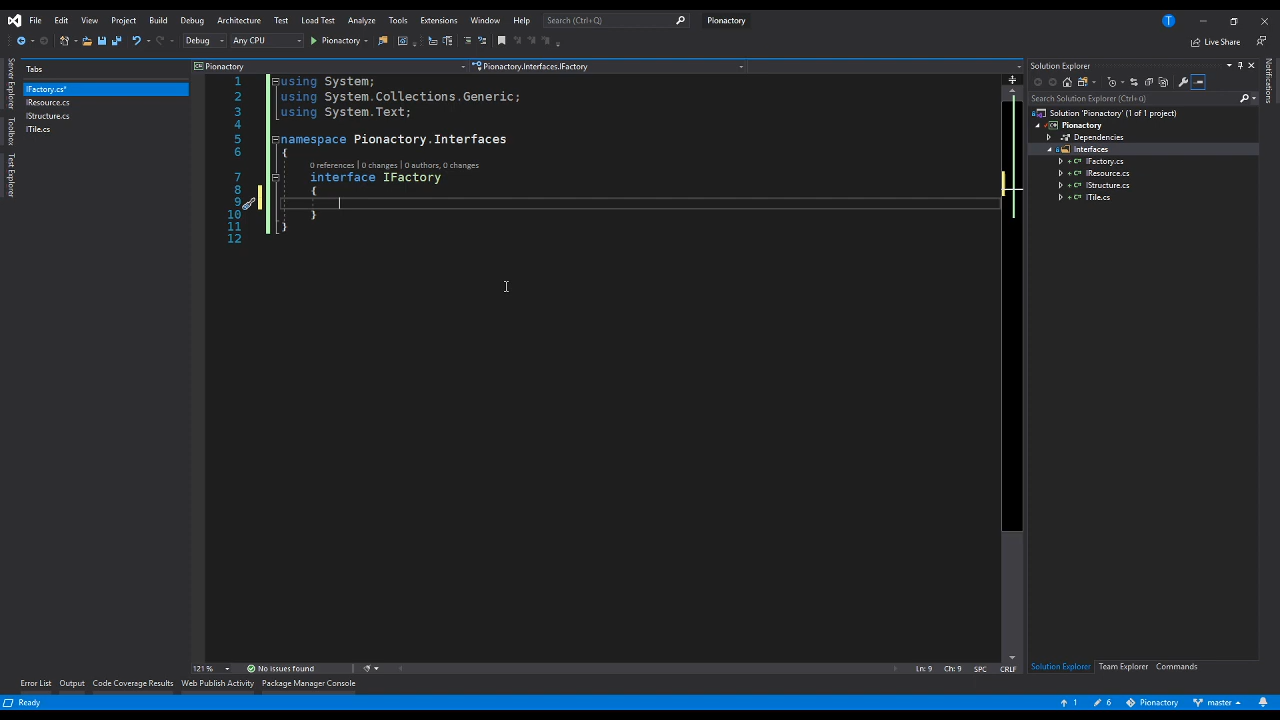 File Edit View Project Build Debug Architecture Test Load Test Analyze Tools Extensions Window Help Search (Ctrl+Q) Pionactory T
Debug Any CPU Pionactory Live Share
Server Explorer
Toolbox
Test Explorer
Tabs
IFactory.cs*
IResource.cs
IStructure.cs
ITile.cs
Pionactory Pionactory.Interfaces.IFactory
1 using System;
2 using System.Collections.Generic;
3 using System.Text;
4
5 namespace Pionactory.Interfaces
6 {
0 references | 0 changes | 0 authors, 0 changes
7 interface IFactory
8 {
9
10 }
11 }
12
121 % No issues found Ln: 9 Ch: 9 SPC CRLF
Solution Explorer
Search Solution Explorer (Ctrl+ü)
Solution 'Pionactory' (1 of 1 project)
Pionactory
Dependencies
Interfaces
IFactory.cs
IResource.cs
IStructure.cs
ITile.cs
Solution Explorer Team Explorer Commands
Notifications
Error List Output Code Coverage Results Web Publish Activity Package Manager Console
Ready 1 6 Pionactory master